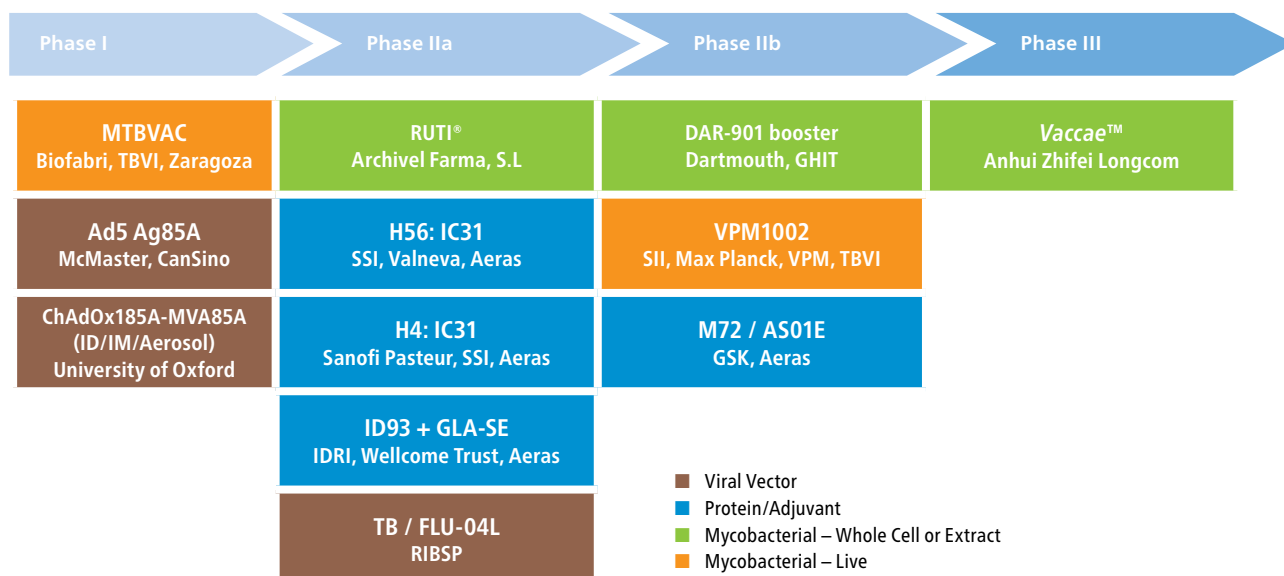 Phase I
Phase IIa
Phase IIb
Phase III
MTBVAC
Biofabri, TBVI, Zaragoza
RUTI®
Archivel Farma, S.L
DAR-901 booster
Dartmouth, GHIT
Vaccae™
Anhui Zhifei Longcom
Ad5 Ag85A
McMaster, CanSino
H56: IC31
SSI, Valneva, Aeras
VPM1002
SII, Max Planck, VPM, TBVI
ChAdOx185A-MVA85A
(ID/IM/Aerosol)
University of Oxford
H4: IC31
Sanofi Pasteur, SSI, Aeras
M72 / AS01E
GSK, Aeras
ID93 + GLA-SE
IDRI, Wellcome Trust, Aeras
TB / FLU-04L
RIBSP
Viral Vector
Protein/Adjuvant
Mycobacterial – Whole Cell or Extract
Mycobacterial – Live